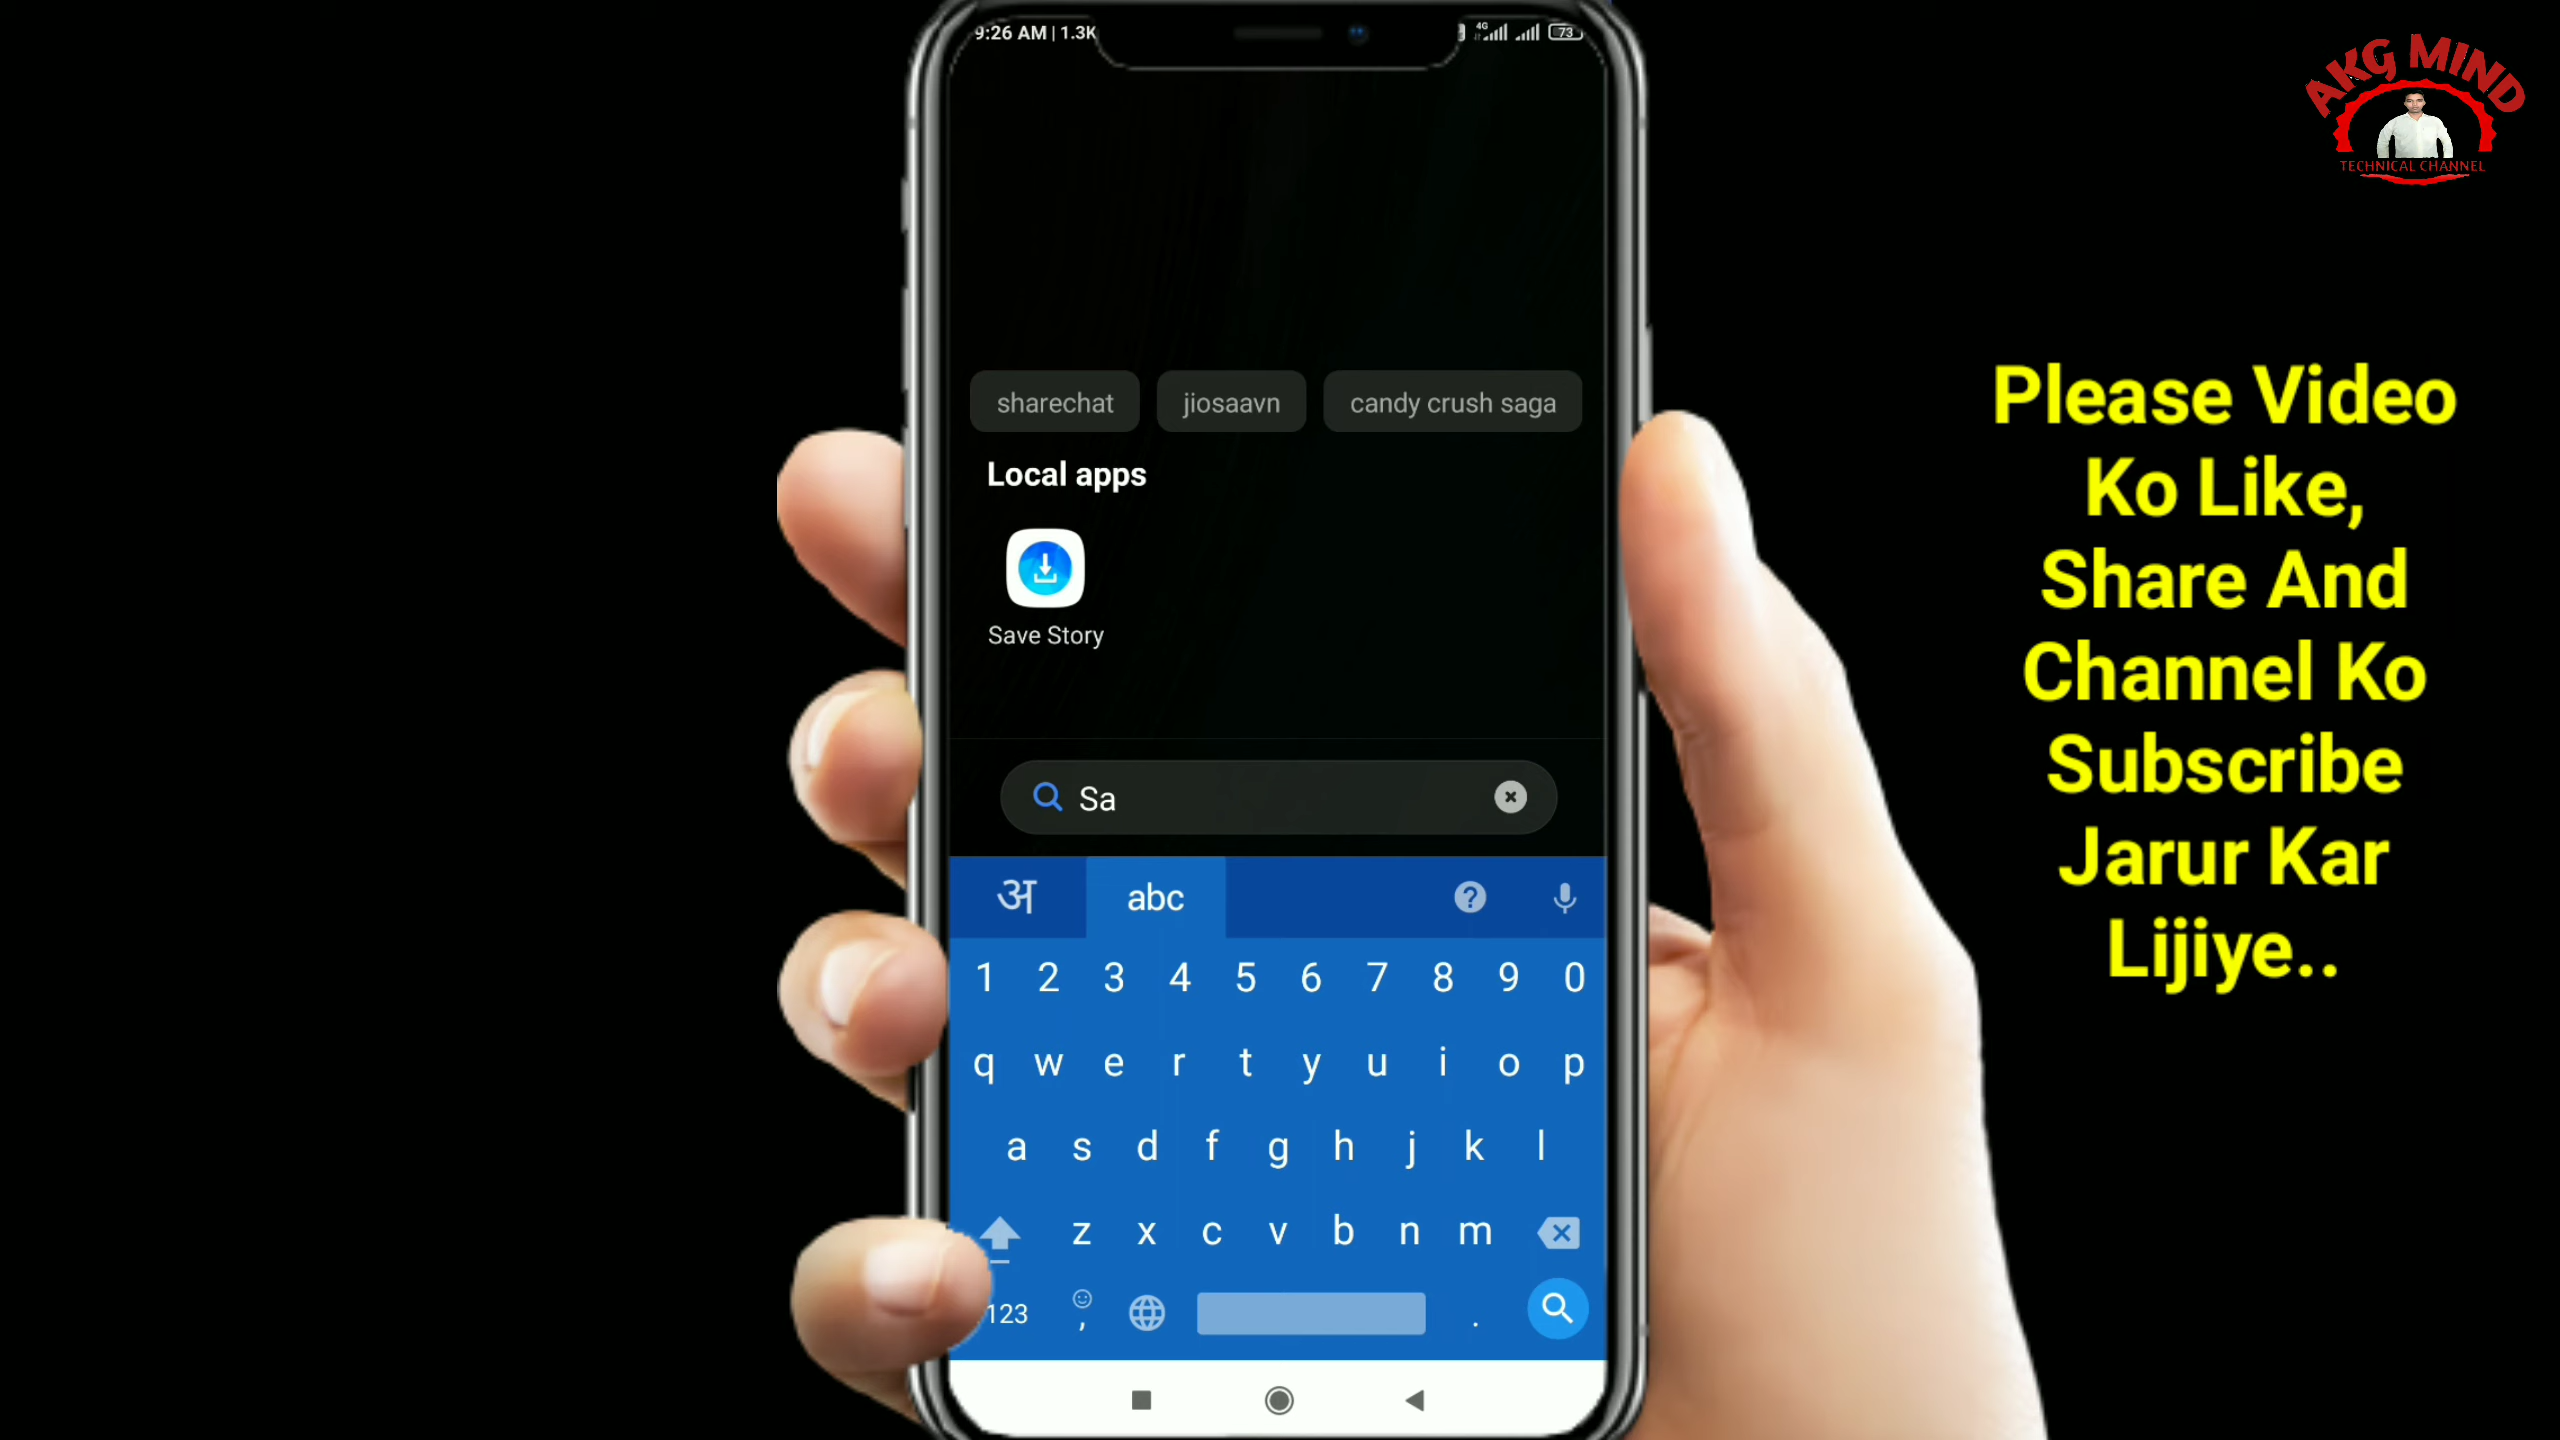 9:26 AM | 1.3K
4G
73
AKG MIND
TECHNICAL CHANNEL
sharechat
jiosaavn
candy crush saga
Local apps
Save Story
Sa
अ
abc
1 2 3 4 5 6 7 8 9 0
q w e r t y u i o p
a s d f g h j k l
z x c v b n m
123 , .
Please Video
Ko Like,
Share And
Channel Ko
Subscribe
Jarur Kar
Lijiye..